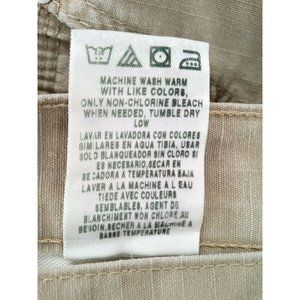 MACHINE WASH WARM
WITH LIKE COLORS,
ONLY NON-CHLORINE BLEACH
WHEN NEEDED, TUMBLE DRY
LOW
LAVAR EN LAVADORA CON COLORES
SIMILARES EN AGUA TIBIA, USAR
SOLO BLANQUEADOR SIN CLORO SI
ES NECESARIO, SECAR EN
SECADORA A TEMPERATURA BAJA
LAVER A LA MACHINE A L'EAU
TIEDE AVEC COULEURS
SEMBLABLES, AGENT DE
BLANCHIMENT NON CHLORE AU
BESOIN, SECHER A LA MACHINE A
BASSE TEMPERATURE